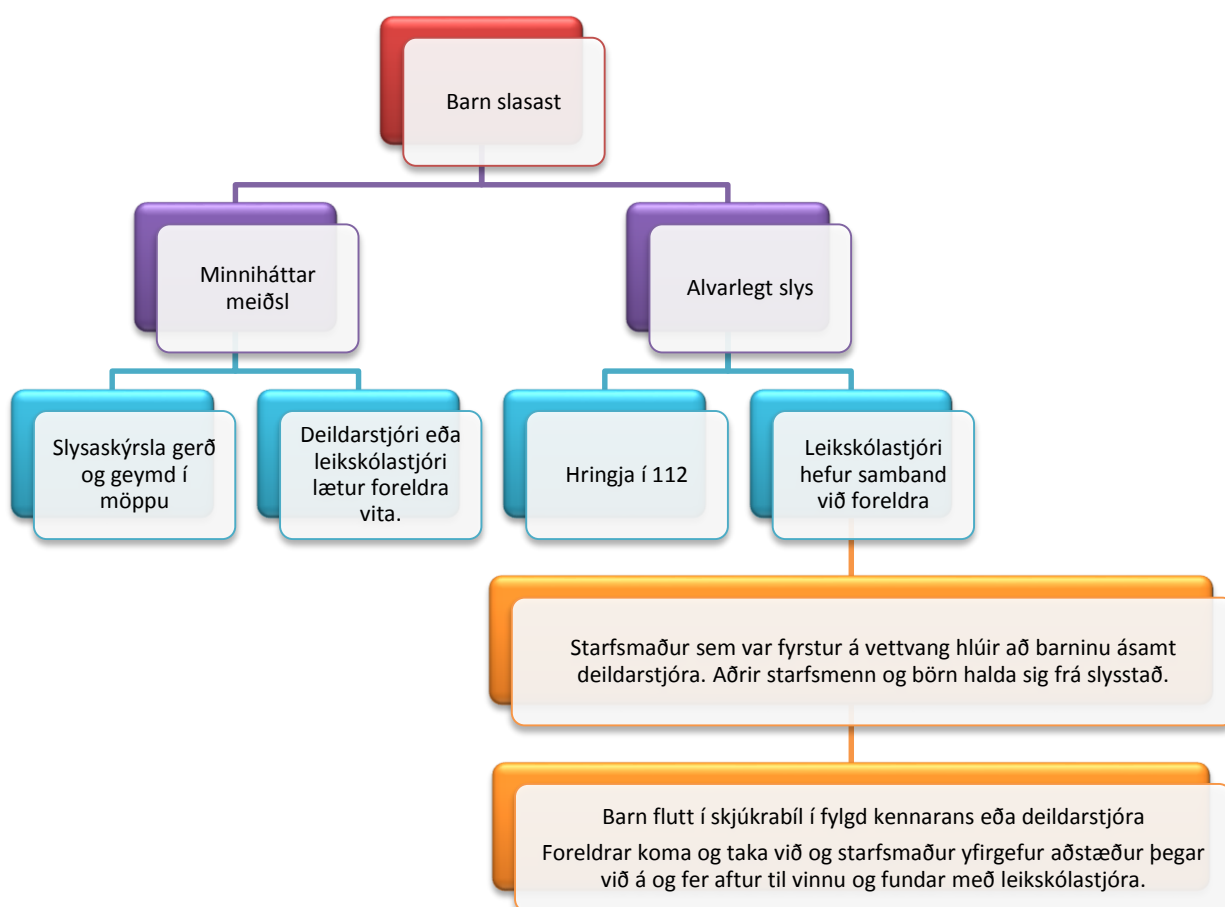 Barn slasast
Minniháttar
meiðsl
Alvarlegt slys
Slysaskýrsla gerð
og geymd í
möppu
Deildarstjóri eða
leikskólastjóri
lætur foreldra
vita.
Hringja í 112
Leikskólastjóri
hefur samband
við foreldra
Starfsmaður sem var fyrstur á vettvang hlúir að barninu ásamt
deildarstjóra. Aðrir starfsmenn og börn halda sig frá slysstað.
Barn flutt í skjúkrabíl í fylgd kennarans eða deildarstjóra
Foreldrar koma og taka við og starfsmaður yfirgefur aðstæður þegar
við á og fer aftur til vinnu og fundar með leikskólastjóra.